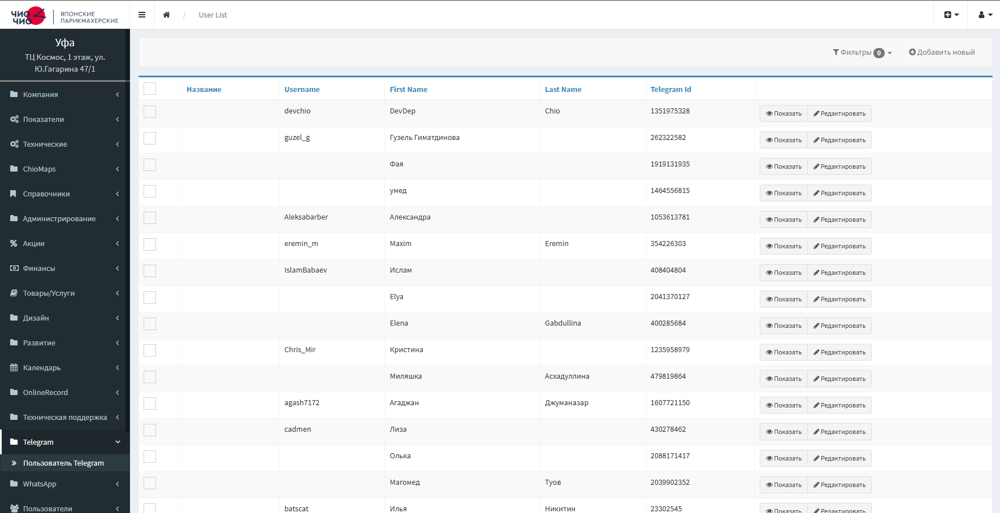 ЧИО
ЧИО
ЯПОНСКИЕ
ПАРИКМАХЕРСКИЕ
/ User List
Уфа
ТЦ Космос, 1 этаж, ул.
Ю.Гагарина 47/1
Компания
Показатели
Технические
ChioMaps
Справочники
Администрирование
Акции
Финансы
Товары/Услуги
Дизайн
Развитие
Календарь
OnlineRecord
Техническая поддержка
Telegram
Пользователь Telegram
WhatsApp
Пользователи
Фильтры 0 Добавить новый
Название Username First Name Last Name Telegram Id
devchio DevDep Chio 1351975328 Показать Редактировать
guzel_g Гузель Гиматдинова 262322582 Показать Редактировать
Фая 1919131935 Показать Редактировать
умед 1464556815 Показать Редактировать
Aleksabarber Александра 1053613781 Показать Редактировать
eremin_m Maxim Eremin 354226303 Показать Редактировать
IslamBabaev Ислам 408404804 Показать Редактировать
Elya 2041370127 Показать Редактировать
Elena Gabdullina 400285684 Показать Редактировать
Chris_Mir Кристина 1235958979 Показать Редактировать
Миляшка Асхадуллина 479819864 Показать Редактировать
agash7172 Агаджан Джуманазар 1607721150 Показать Редактировать
cadmen Лиза 430278462 Показать Редактировать
Олька 2088171417 Показать Редактировать
Магомед Туов 2039902352 Показать Редактировать
batscat Илья Никитин 23302545 Показать Редактировать